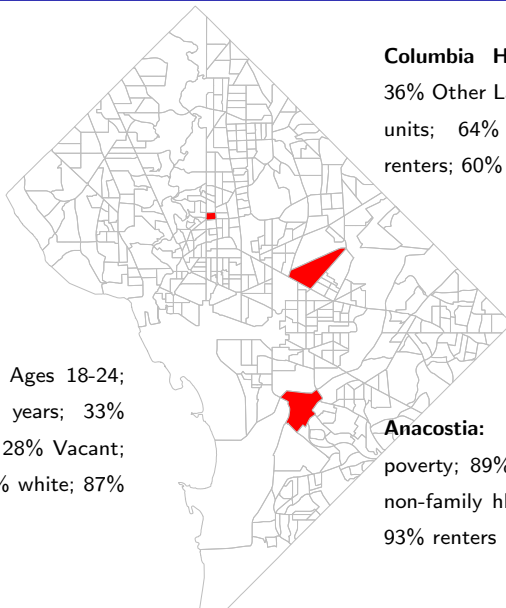 Columbia H
36% Other L
units; 64%
renters; 60%
Ages 18-24;
years; 33%
28% Vacant;
% white; 87%
Anacostia:
poverty; 89%
non-family h
93% renters